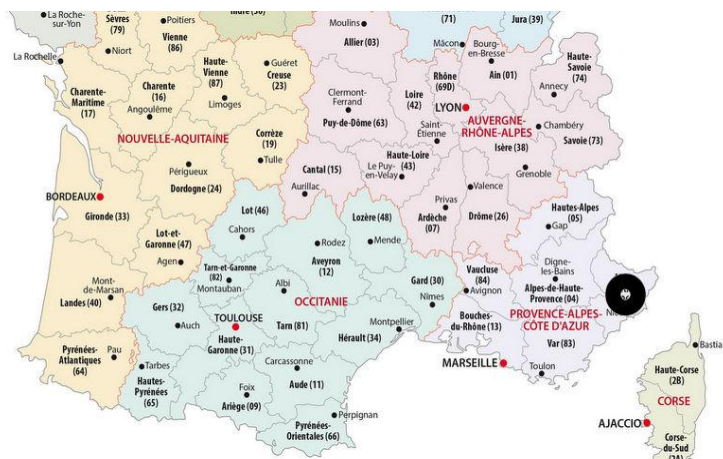 La Roche-
sur-Yon
Sèvres
(79)
Poitiers
Vienne
(86)
Niort
La Rochelle
Moulins
Allier (03)
(71)
Jura (39)
Mâcon
Bourg-
en-Bresse
Ain (01)
Haute-
Savoie
(74)
Annecy
Charente-
Maritime
(17)
Charente
(16)
Angoulême
Haute-
Vienne
(87)
Limoges
Guéret
Creuse
(23)
Clermont-
Ferrand
Puy-de-Dôme (63)
Loire
(42)
Rhône
(69D)
LYON
AUVERGNE-
RHÔNE-ALPES
Saint-
Étienne
Isère (38)
Chambéry
Savoie (73)
NOUVELLE-AQUITAINE
Corrèze
(19)
Tulle
Périgueux
Dordogne (24)
Cantal (15)
Aurillac
Haute-Loire
(43)
Le Puy-
en-Velay
Grenoble
Valence
Privas
Ardèche
(07)
Drôme (26)
Hautes-Alpes
(05)
Gap
BORDEAUX
Gironde (33)
Lot-et-
Garonne (47)
Agen
Lot (46)
Cahors
Rodez
Aveyron
(12)
Lozère (48)
Mende
Mont-
de-Marsan
Landes (40)
Tarn-et-Garonne
(82)
Montauban
Albi
OCCITANIE
Gard (30)
Nîmes
Vaucluse
(84)
Avignon
Digne-
les-Bains
Alpes-de-Haute-
Provence (04)
Gers (32)
Auch
TOULOUSE
Haute-
Garonne (31)
Tarn (81)
Hérault (34)
Montpellier
Bouches-
du-Rhône (13)
PROVENCE-ALPES-
CÔTE D'AZUR
Var (83)
Pyrénées-
Atlantiques
(64)
Pau
Tarbes
Hautes-
Pyrénées
(65)
Foix
Ariège (09)
Carcassonne
Aude (11)
Perpignan
Pyrénées-
Orientales (66)
MARSEILLE
Toulon
Bastia
Haute-Corse
(2B)
CORSE
AJACCIO
Corse-
du-Sud
(2A)